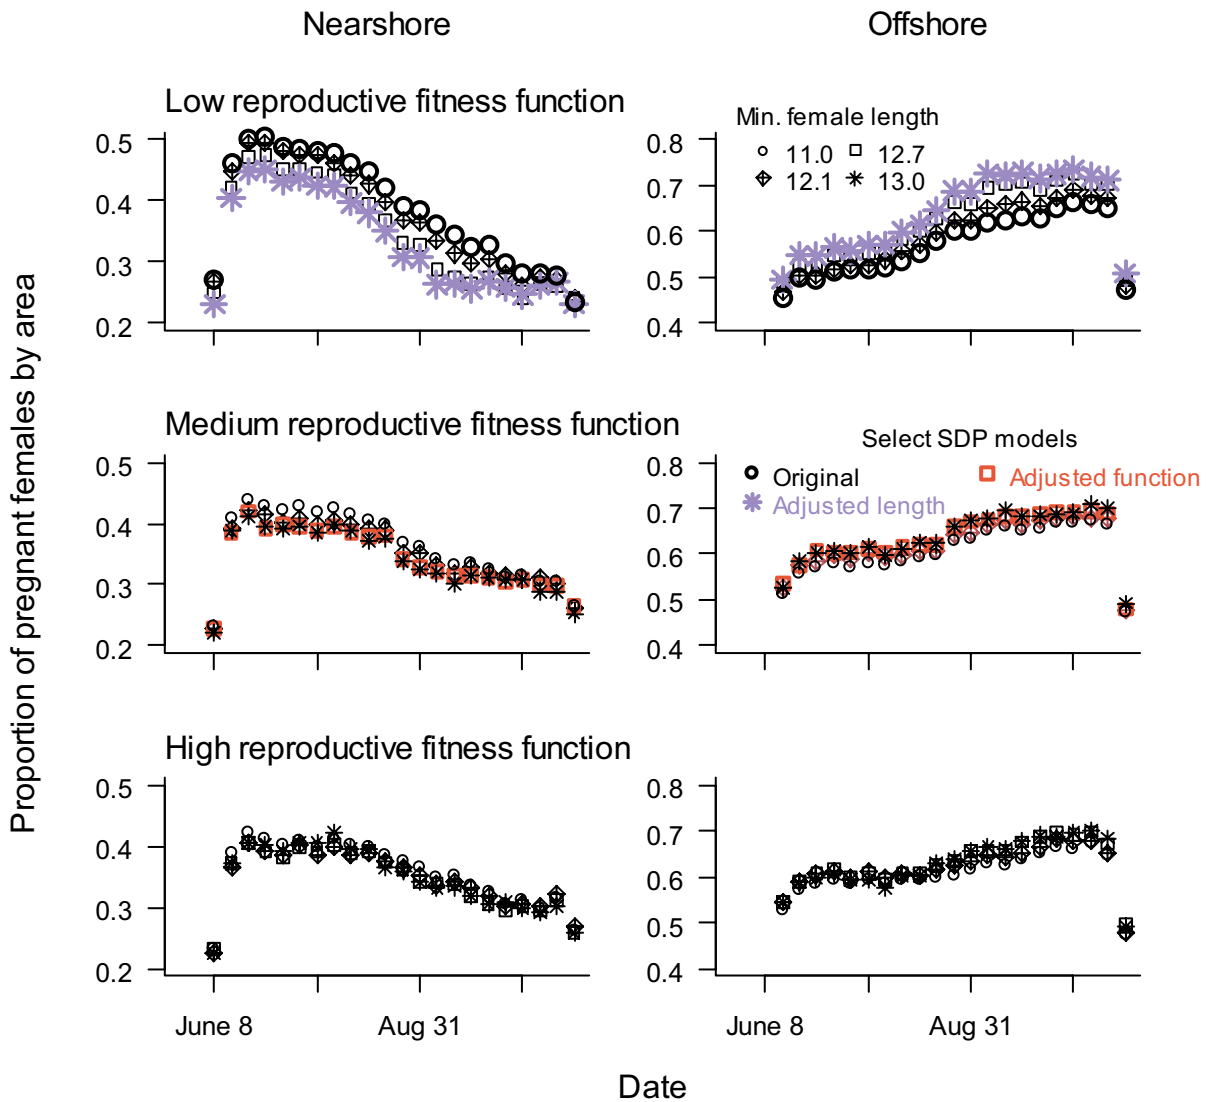 Nearshore
Offshore
Proportion of pregnant females by area
Low reproductive fitness function
0.5
0.4
0.3
0.2
Min. female length
11.0
12.7
12.1
13.0
0.8
0.7
0.6
0.5
0.4
Medium reproductive fitness function
0.5
0.4
0.3
0.2
Select SDP models
Original
Adjusted function
Adjusted length
0.8
0.7
0.6
0.5
0.4
High reproductive fitness function
0.5
0.4
0.3
0.2
0.8
0.7
0.6
0.5
0.4
June 8
Aug 31
June 8
Aug 31
Date